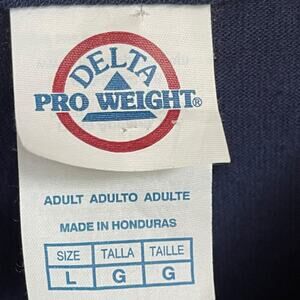 DELTA
PRO WEIGHT®
ADULT ADULTO ADULTE
MADE IN HONDURAS
SIZE TALLA TAILLE
L G G